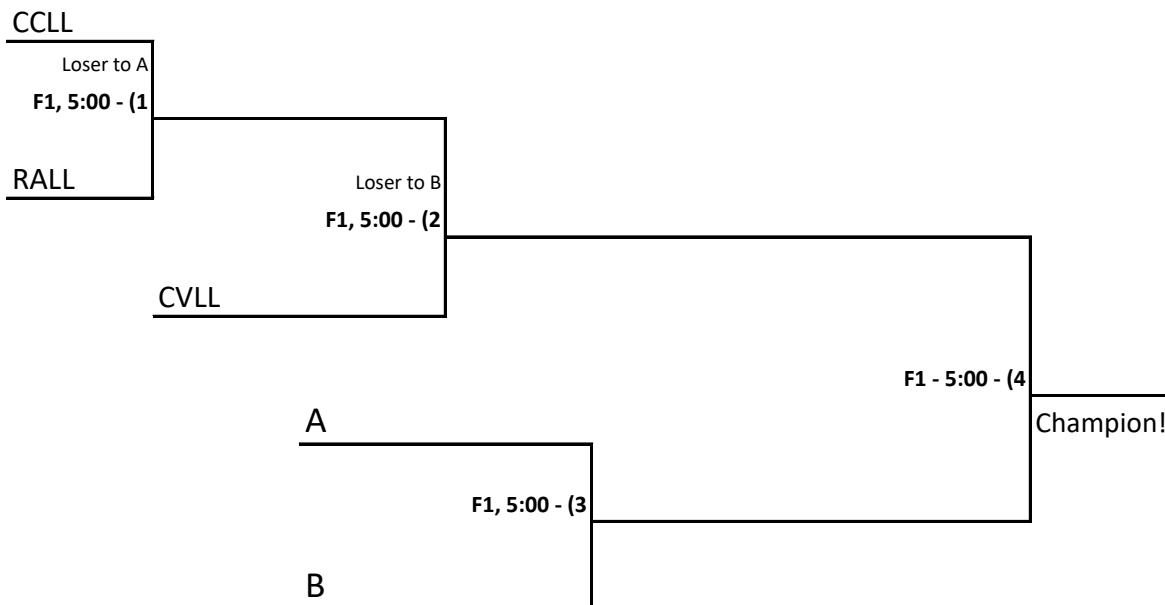 CCLL
Loser to A
F1, 5:00 - (1
RALL
Loser to B
F1, 5:00 - (2
CVLL
F1 - 5:00 - (4
A
Champion!
F1, 5:00 - (3
B